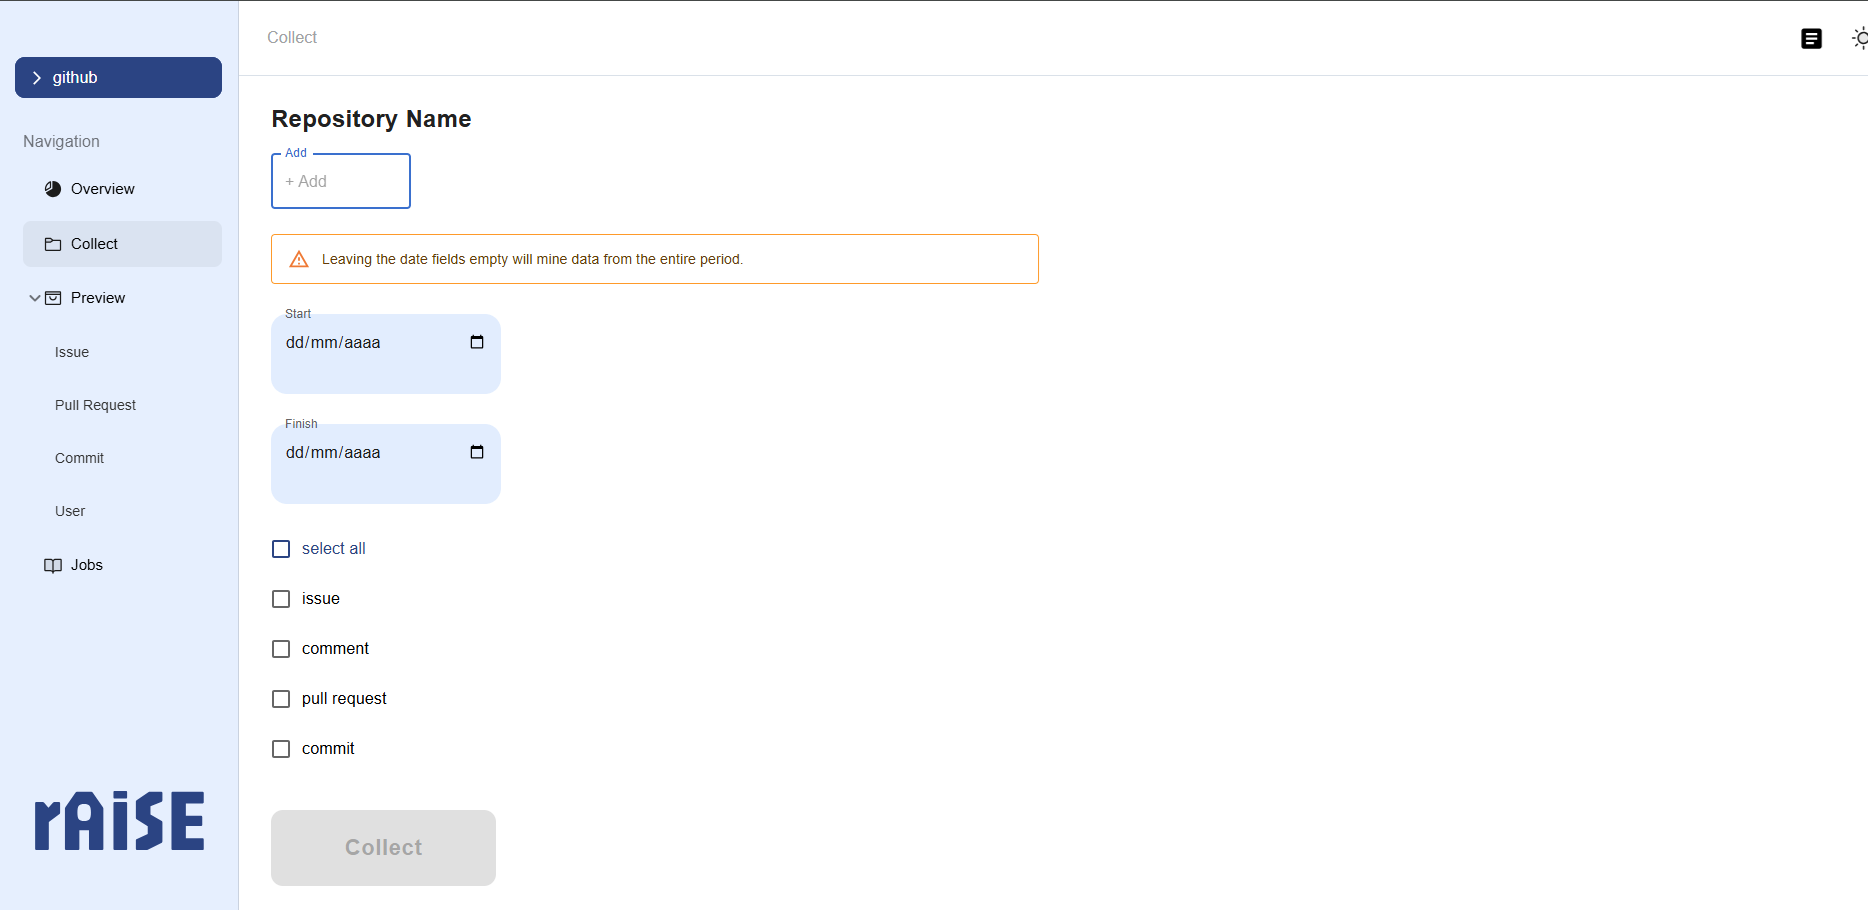 github
Navigation
Overview
Collect
Preview
Issue
Pull Request
Commit
User
Jobs
rAiSE
Collect
Repository Name
Add
+ Add
Leaving the date fields empty will mine data from the entire period.
Start
dd/mm/aaaa
Finish
dd/mm/aaaa
select all
issue
comment
pull request
commit
Collect